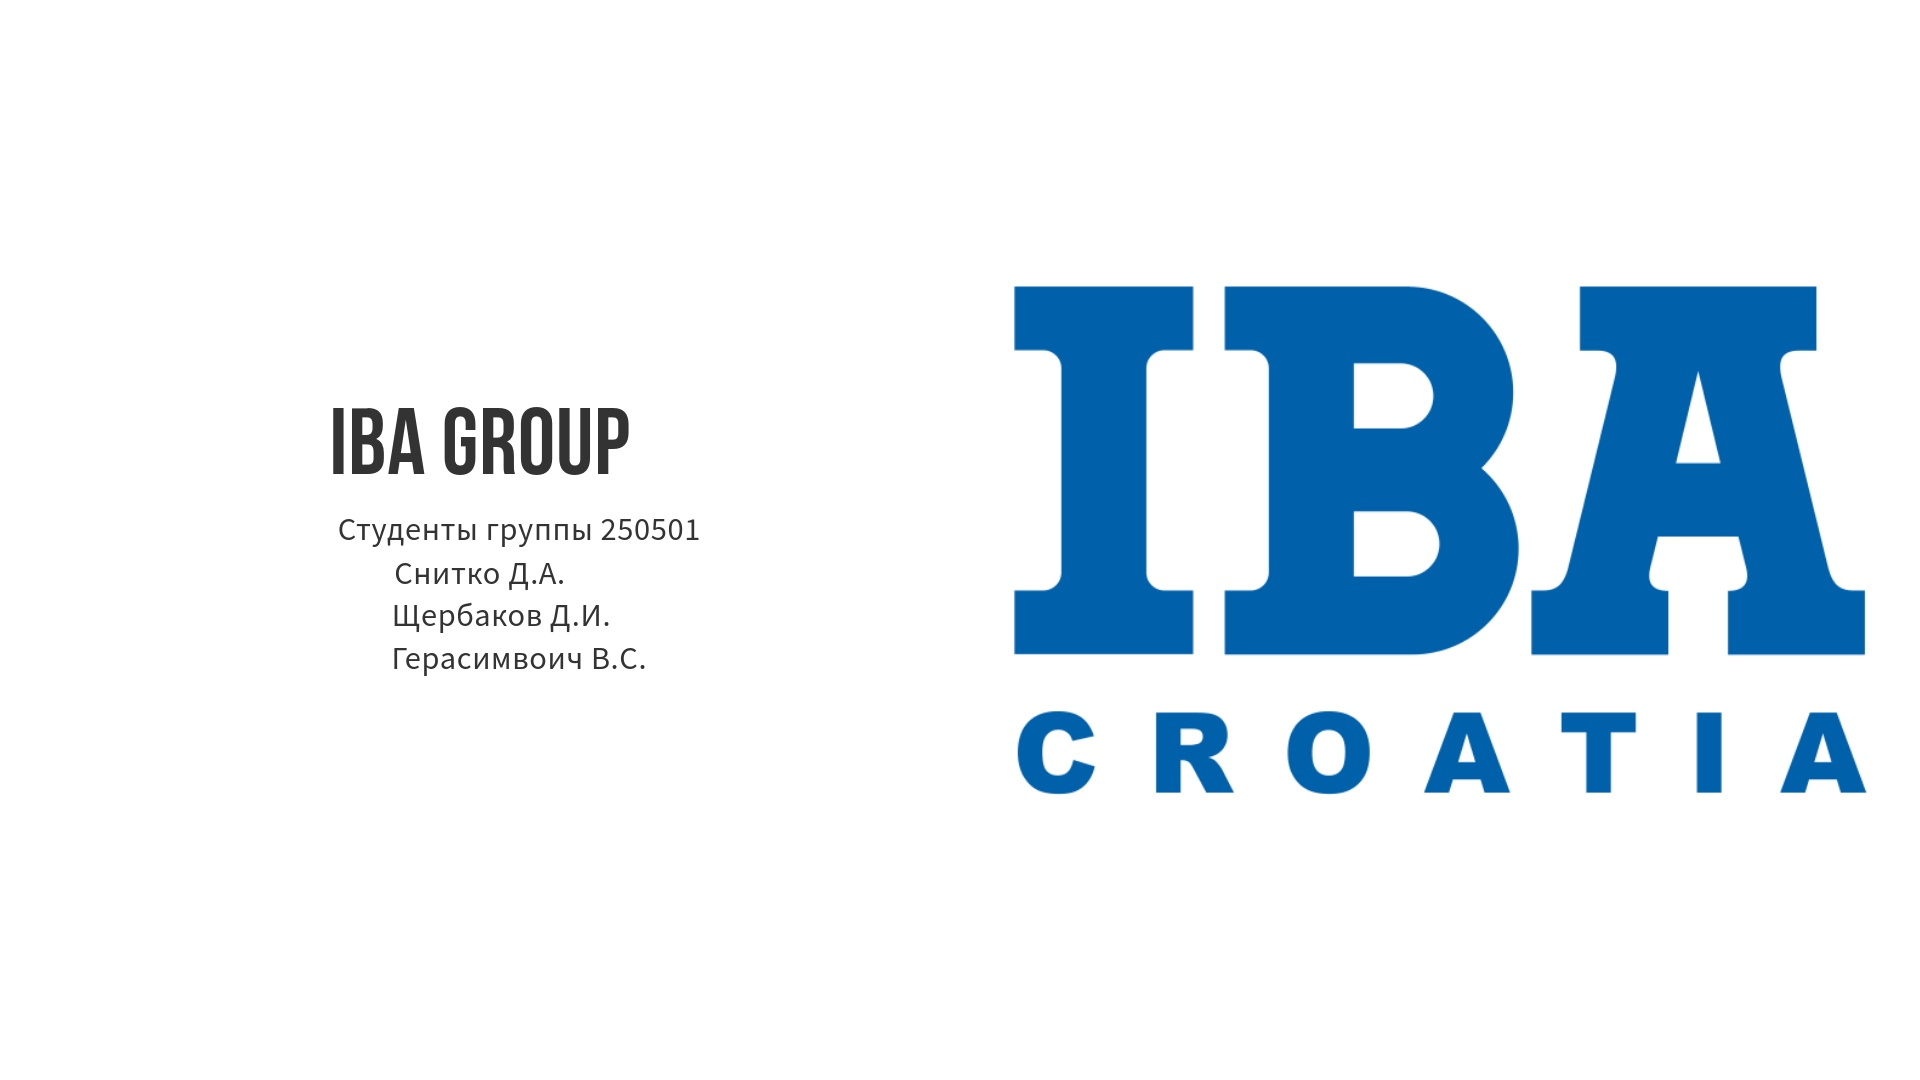 IBA GROUP
Студенты группы 250501
Снитко Д.А.
Щербаков Д.И.
Герасимвоич В.С.
IBA
CROATIA